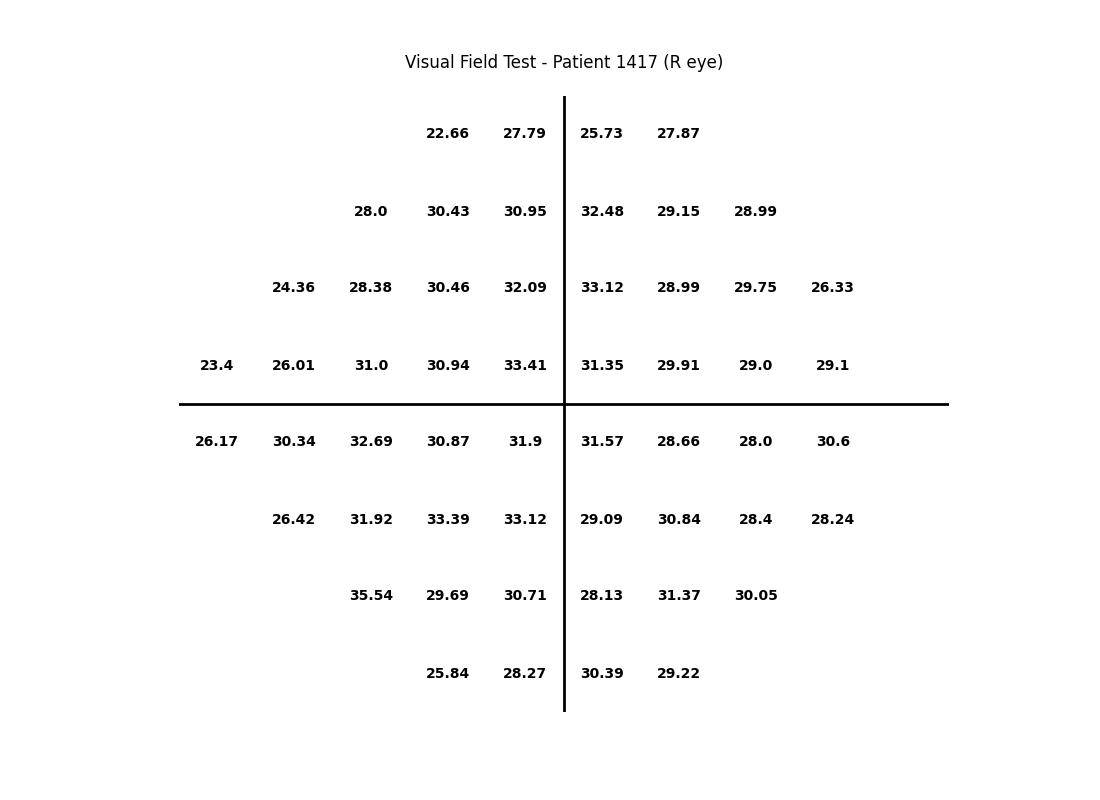 Visual Field Test - Patient 1417 (R eye)
22.66 27.79 25.73 27.87
28.0 30.43 30.95 32.48 29.15 28.99
24.36 28.38 30.46 32.09 33.12 28.99 29.75 26.33
23.4 26.01 31.0 30.94 33.41 31.35 29.91 29.0 29.1
26.17 30.34 32.69 30.87 31.9 31.57 28.66 28.0 30.6
26.42 31.92 33.39 33.12 29.09 30.84 28.4 28.24
35.54 29.69 30.71 28.13 31.37 30.05
25.84 28.27 30.39 29.22